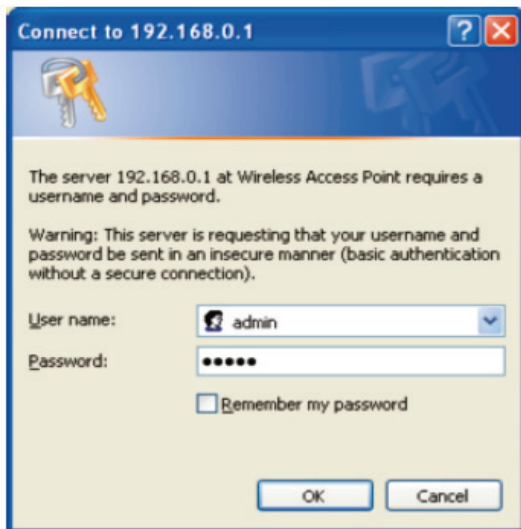 Connect to 192.168.0.1
The server 192.168.0.1 at Wireless Access Point requires a
username and password.
Warning: This server is requesting that your username and
password be sent in an insecure manner (basic authentication
without a secure connection).
User name:
admin
Password:
•••••
Remember my password
OK
Cancel